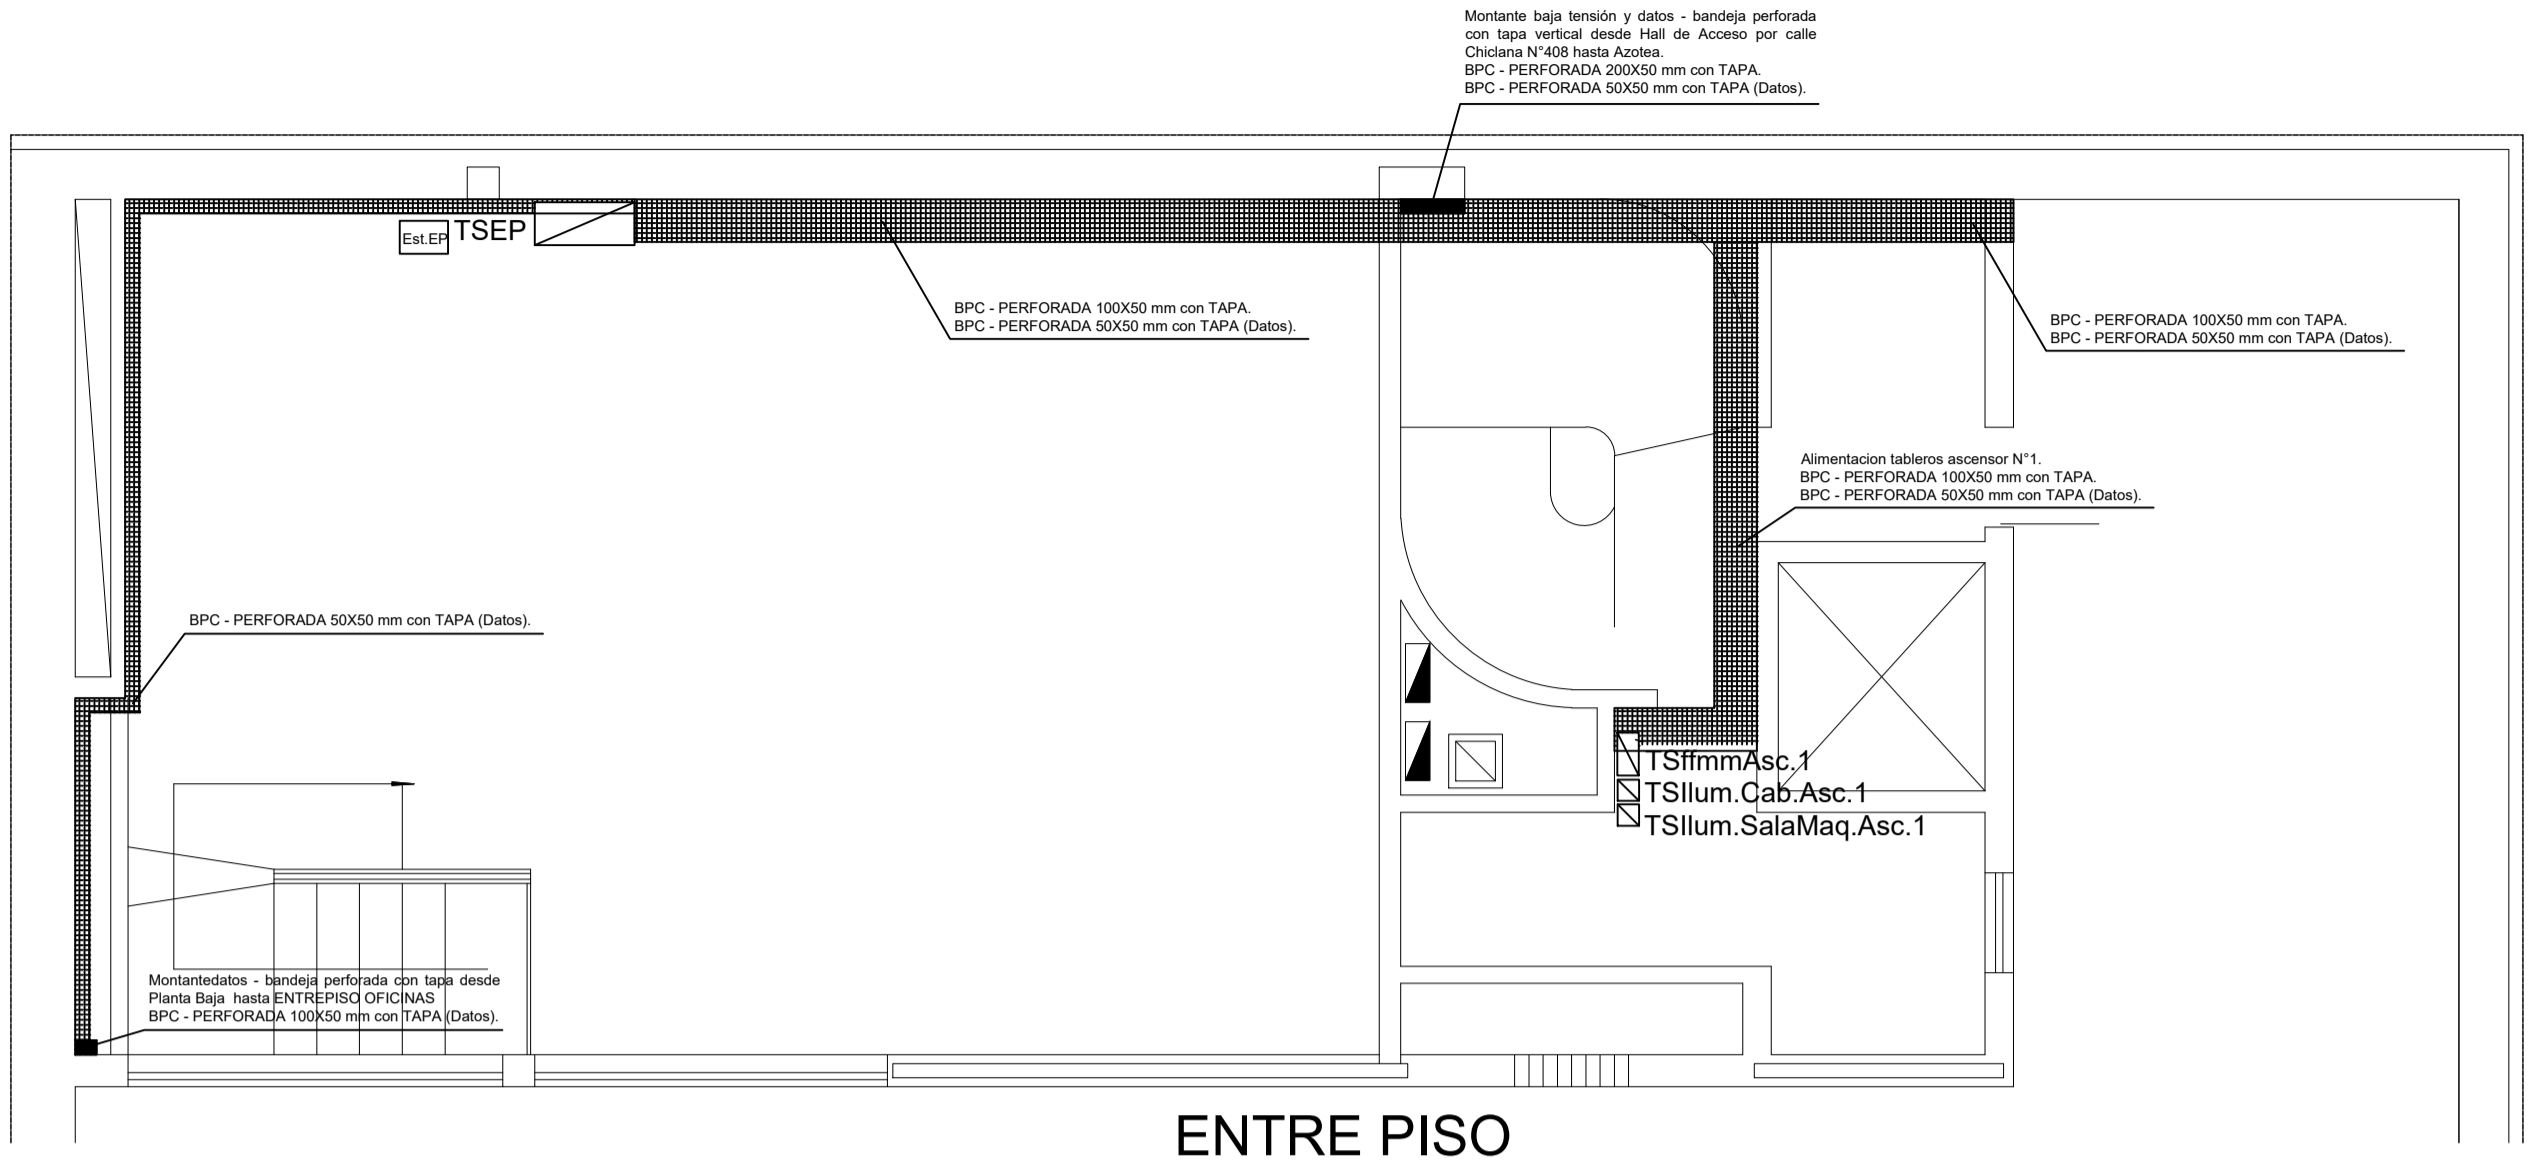 Montante baja tensión y datos - bandeja perforada
con tapa vertical desde Hall de Acceso por calle
Chiclana N°408 hasta Azotea.
BPC - PERFORADA 200X50 mm con TAPA.
BPC - PERFORADA 50X50 mm con TAPA (Datos).
Est.EP
TSEP
BPC - PERFORADA 100X50 mm con TAPA.
BPC - PERFORADA 50X50 mm con TAPA (Datos).
BPC - PERFORADA 100X50 mm con TAPA.
BPC - PERFORADA 50X50 mm con TAPA (Datos).
Alimentacion tableros ascensor N°1.
BPC - PERFORADA 100X50 mm con TAPA.
BPC - PERFORADA 50X50 mm con TAPA (Datos).
BPC - PERFORADA 50X50 mm con TAPA (Datos).
TSffmmAsc.1
TSIlum.Cab.Asc.1
TSIlum.SalaMaq.Asc.1
Montantedatos - bandeja perforada con tapa desde
Planta Baja hasta ENTREPISO OFICINAS
BPC - PERFORADA 100X50 mm con TAPA (Datos).
ENTRE PISO